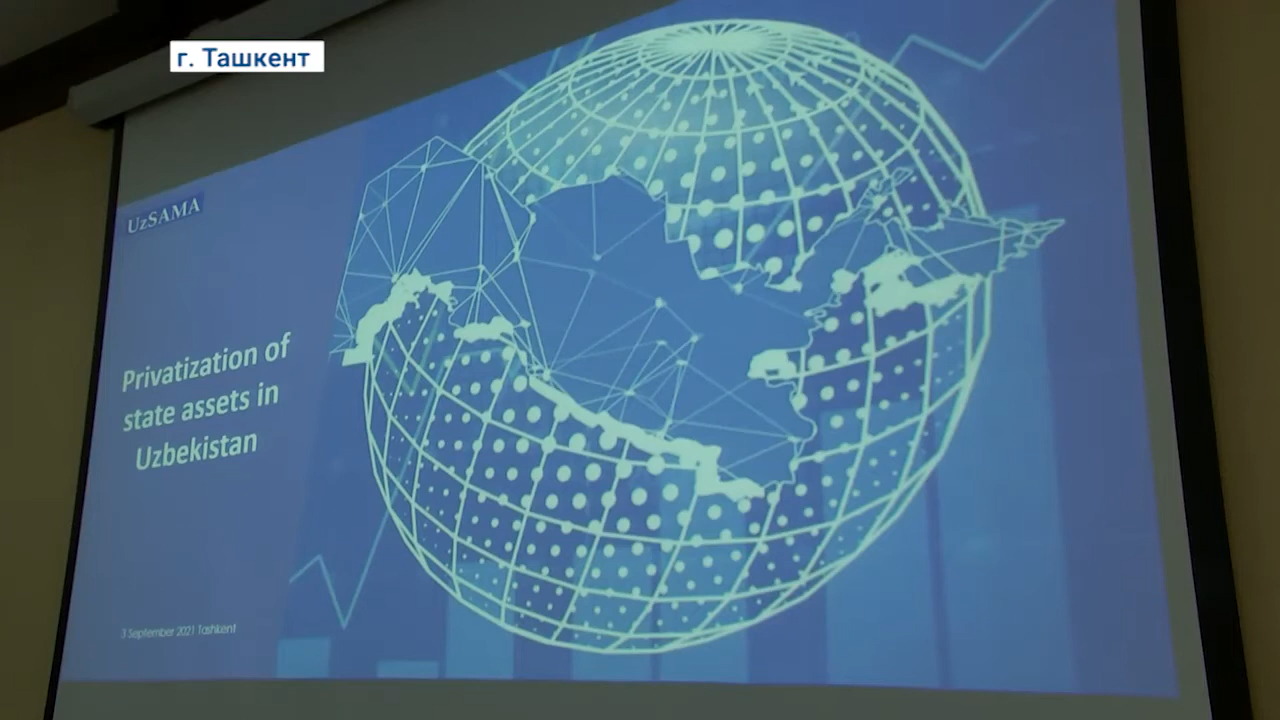 г. Ташкент
UzSAMA
Privatization of
state assets in
Uzbekistan
3 September 2021 Tashkent